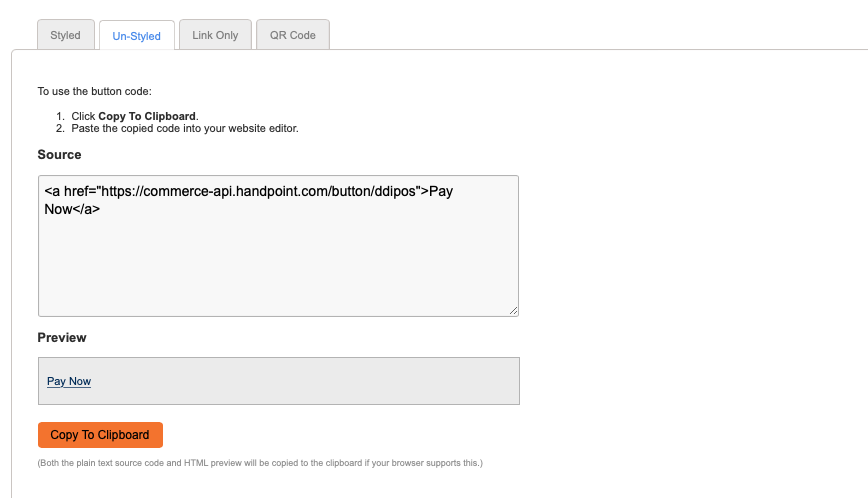 Styled Un-Styled Link Only QR Code
To use the button code:
1. Click Copy To Clipboard.
2. Paste the copied code into your website editor.
Source
<a href="https://commerce-api.handpoint.com/button/ddipos">Pay
Now</a>
Preview
Pay Now
Copy To Clipboard
(Both the plain text source code and HTML preview will be copied to the clipboard if your browser supports this.)